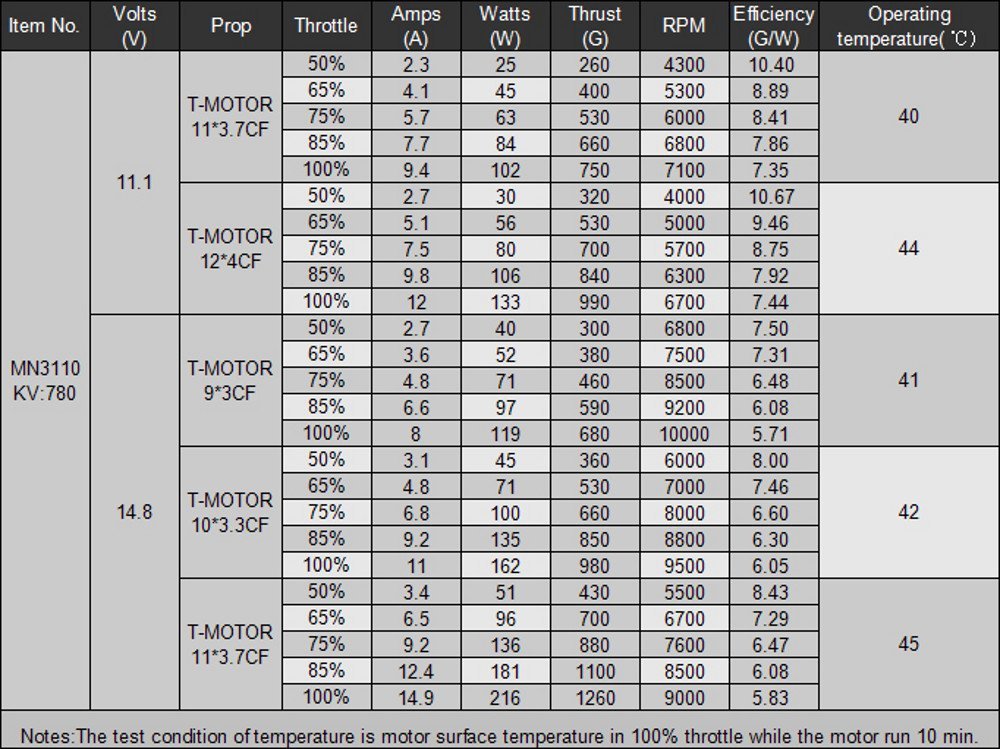 Item No. Volts (V) Prop Throttle Amps (A) Watts (W) Thrust (G) RPM Efficiency (G/W) Operating temperature( ℃)
MN3110 KV:780
11.1
T-MOTOR 11*3.7CF
50% 2.3 25 260 4300 10.40
65% 4.1 45 400 5300 8.89
75% 5.7 63 530 6000 8.41
85% 7.7 84 660 6800 7.86
100% 9.4 102 750 7100 7.35
40
T-MOTOR 12*4CF
50% 2.7 30 320 4000 10.67
65% 5.1 56 530 5000 9.46
75% 7.5 80 700 5700 8.75
85% 9.8 106 840 6300 7.92
100% 12 133 990 6700 7.44
44
14.8
T-MOTOR 9*3CF
50% 2.7 40 300 6800 7.50
65% 3.6 52 380 7500 7.31
75% 4.8 71 460 8500 6.48
85% 6.6 97 590 9200 6.08
100% 8 119 680 10000 5.71
41
T-MOTOR 10*3.3CF
50% 3.1 45 360 6000 8.00
65% 4.8 71 530 7000 7.46
75% 6.8 100 660 8000 6.60
85% 9.2 135 850 8800 6.30
100% 11 162 980 9500 6.05
42
T-MOTOR 11*3.7CF
50% 3.4 51 430 5500 8.43
65% 6.5 96 700 6700 7.29
75% 9.2 136 880 7600 6.47
85% 12.4 181 1100 8500 6.08
100% 14.9 216 1260 9000 5.83
45
Notes:The test condition of temperature is motor surface temperature in 100% throttle while the motor run 10 min.